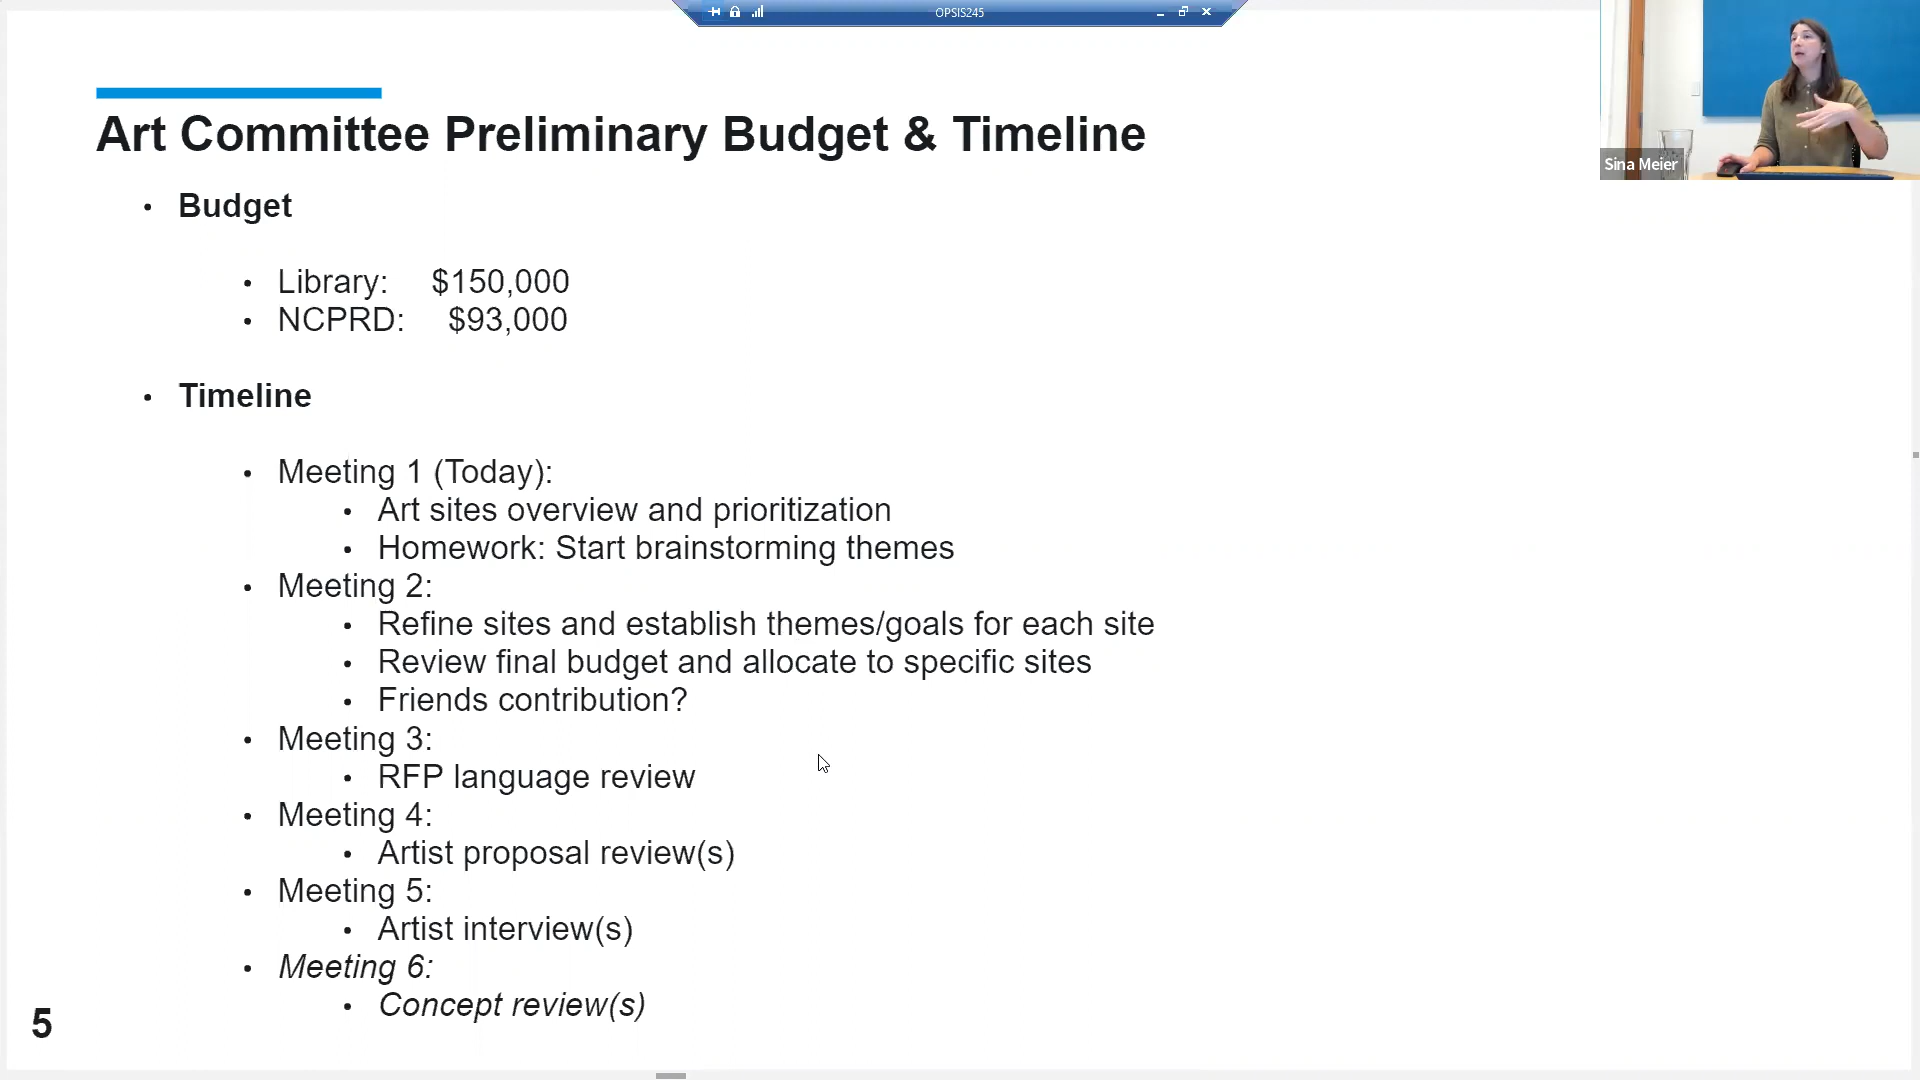 OPSIS245
Sina Meier
Art Committee Preliminary Budget & Timeline
• Budget
• Library: $150,000
• NCPRD: $93,000
• Timeline
• Meeting 1 (Today):
• Art sites overview and prioritization
• Homework: Start brainstorming themes
• Meeting 2:
• Refine sites and establish themes/goals for each site
• Review final budget and allocate to specific sites
• Friends contribution?
• Meeting 3:
• RFP language review
• Meeting 4:
• Artist proposal review(s)
• Meeting 5:
• Artist interview(s)
• Meeting 6:
• Concept review(s)
5